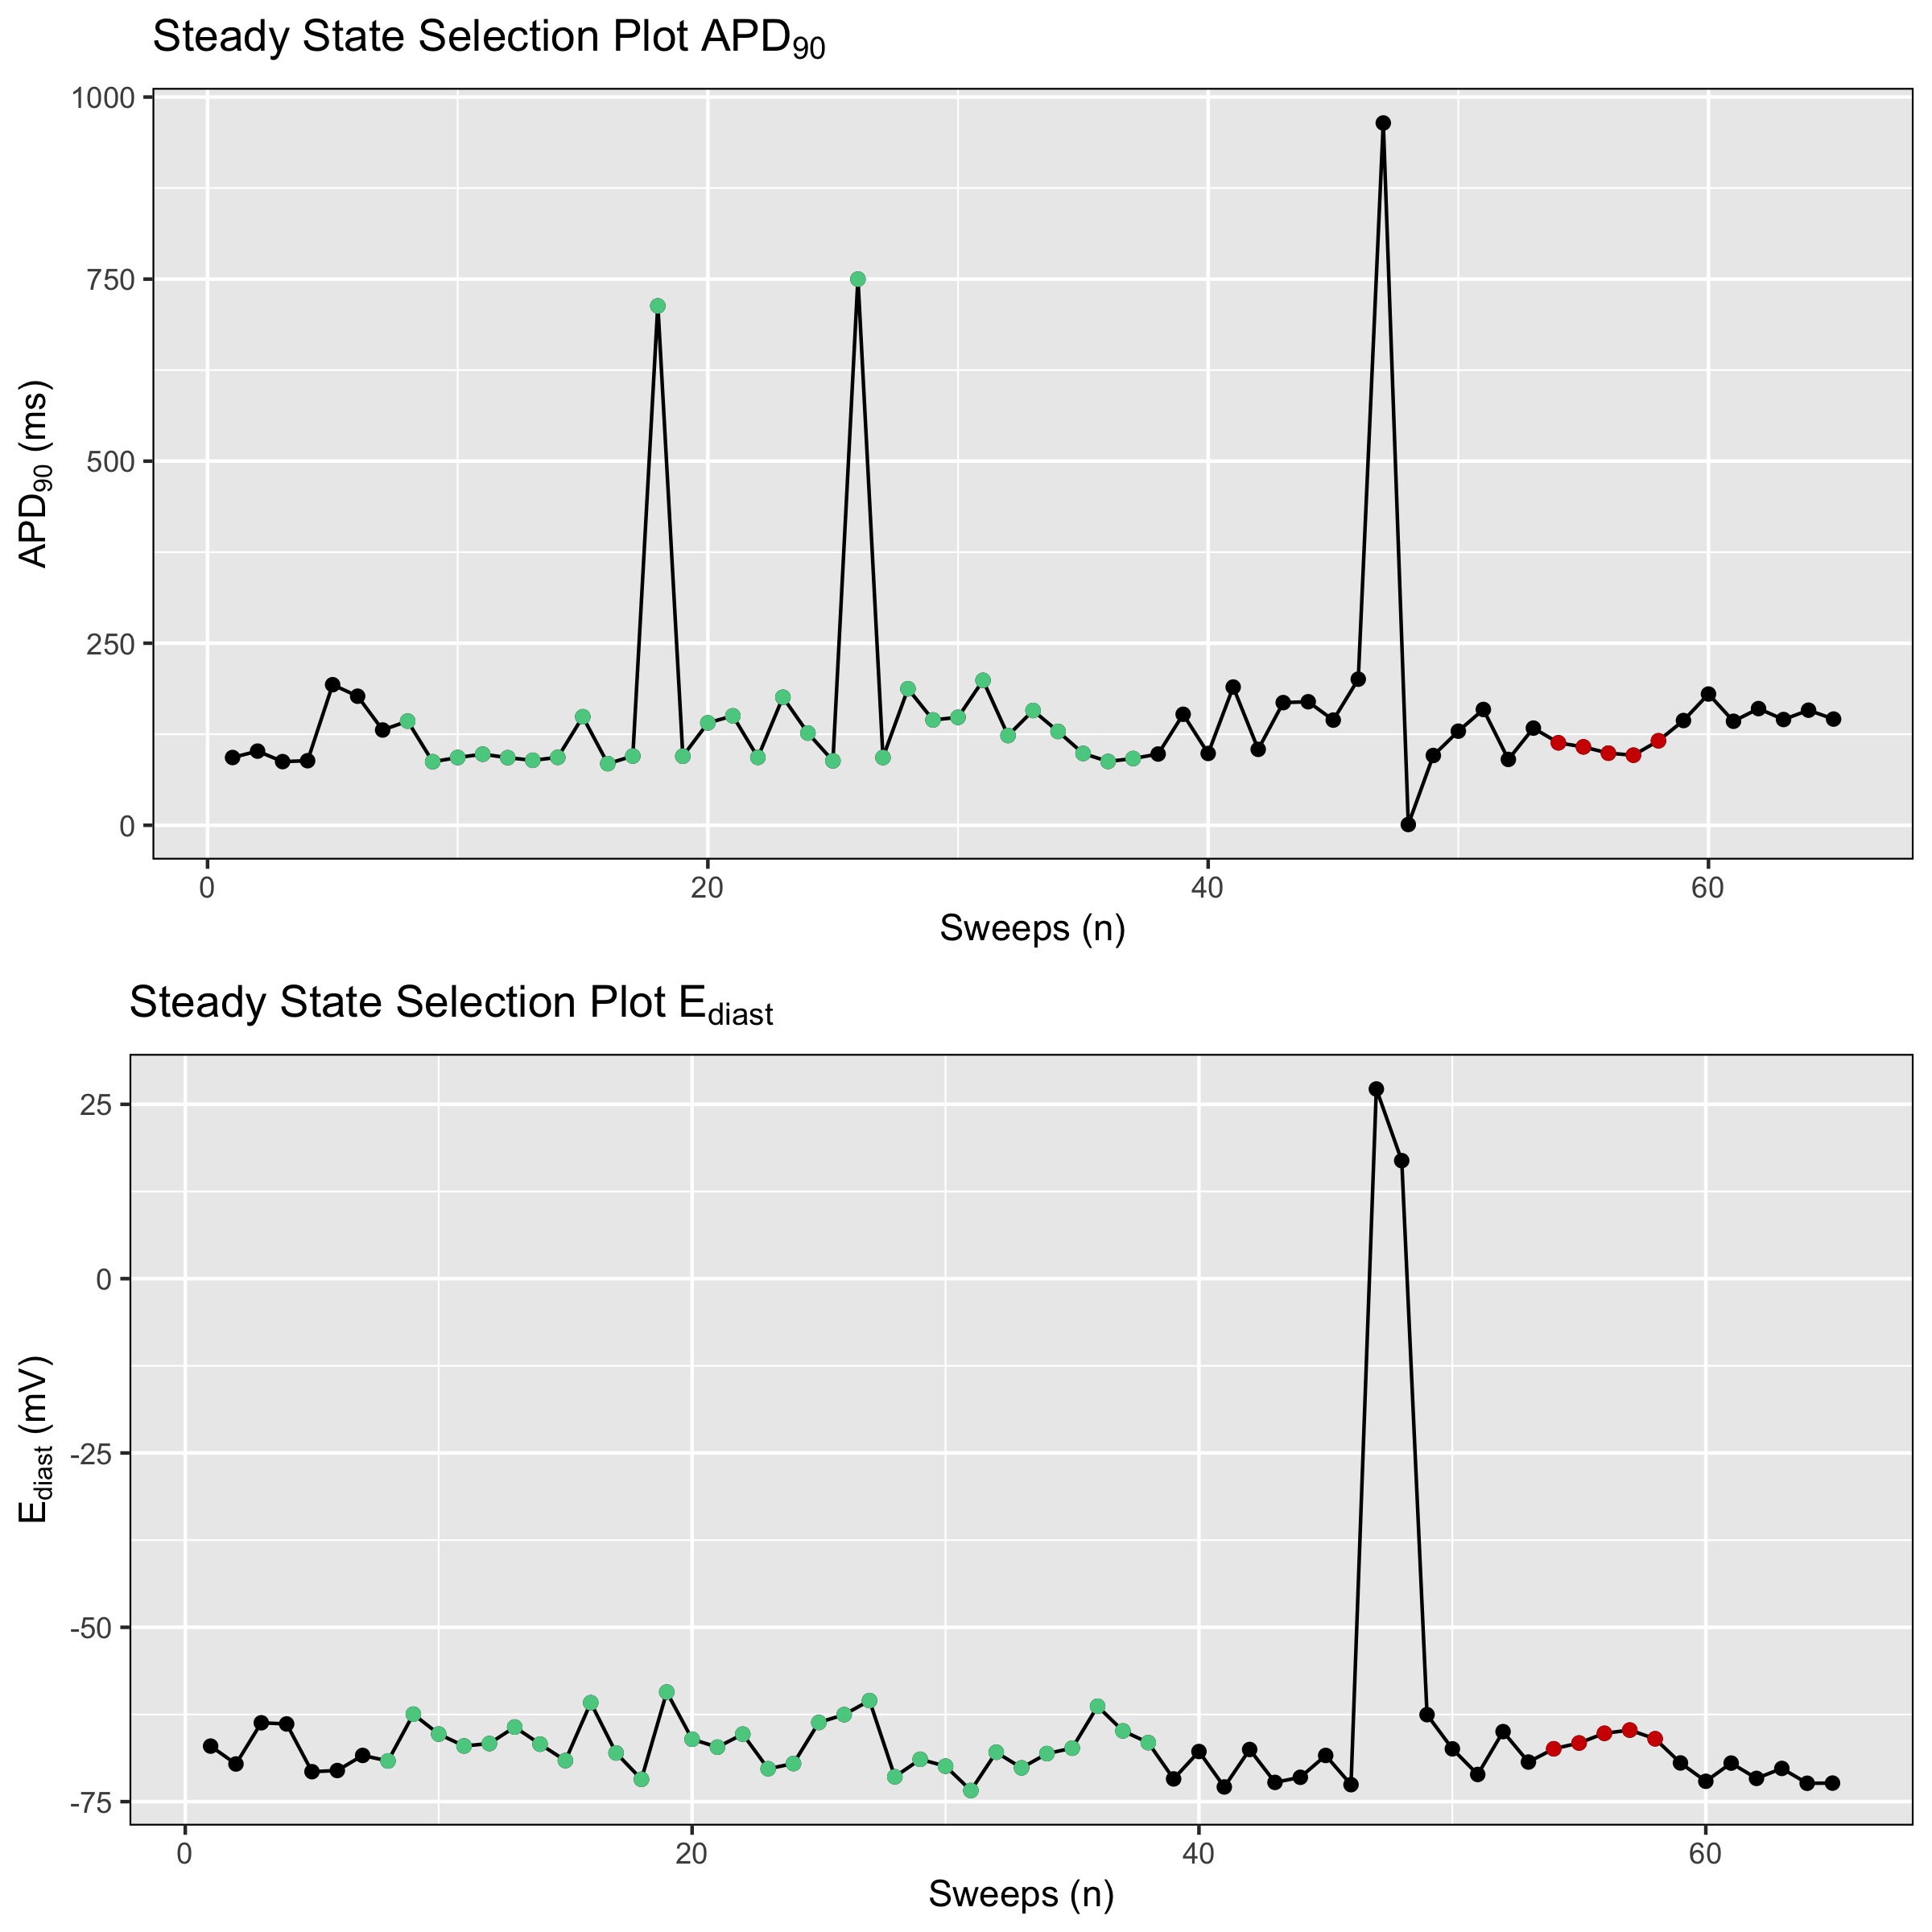 Steady State Selection Plot APD90
1000
750
500
250
0
APD90 (ms)
0 20 40 60
Sweeps (n)
Steady State Selection Plot Ediast
25
0
-25
-50
-75
Ediast (mV)
0 20 40 60
Sweeps (n)